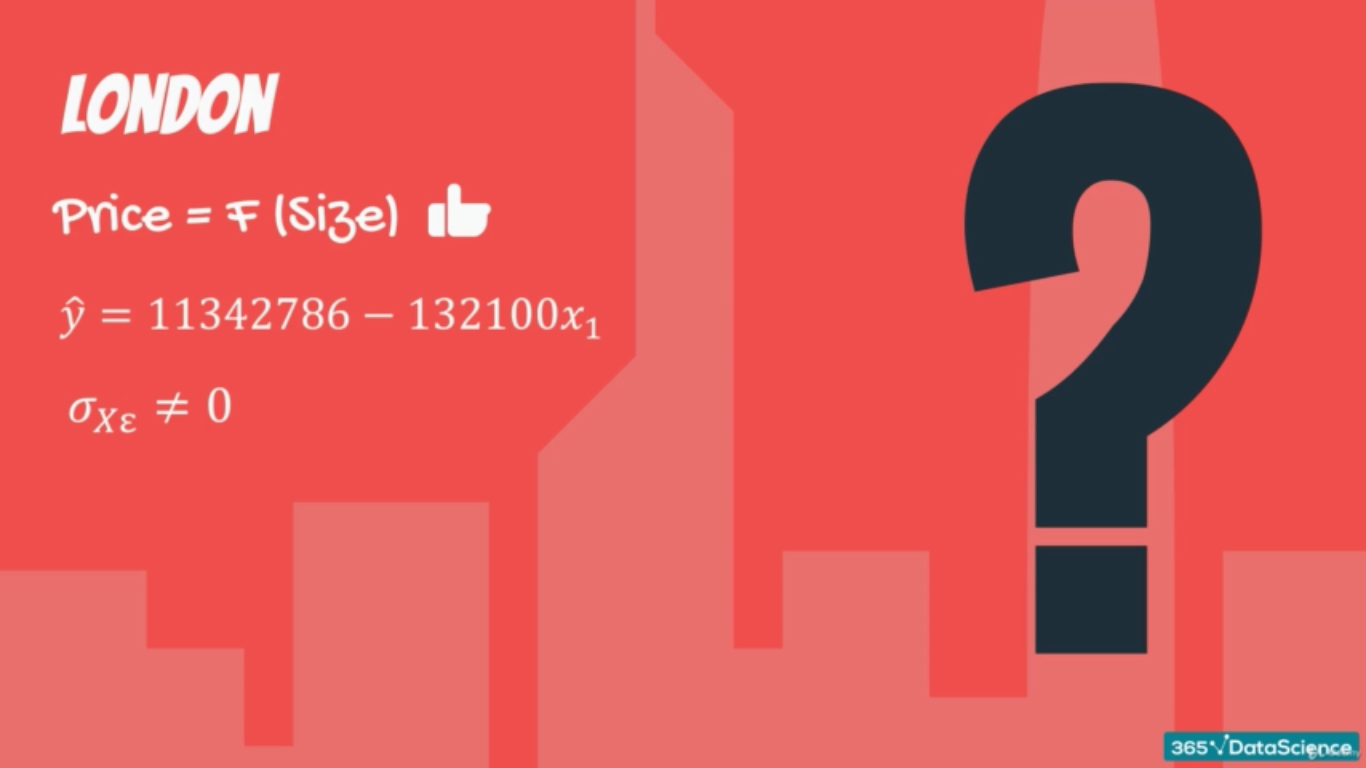 LONDON
Price = F (Size)
ŷ = 11342786 − 132100x₁
σ_Xε ≠ 0
?
365 DataScience